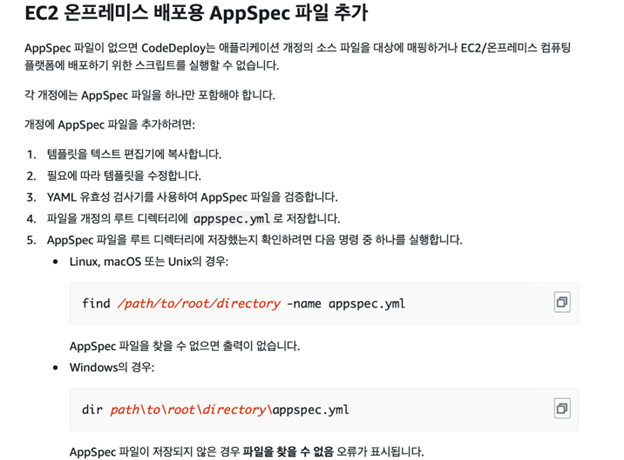 EC2 온프레미스 배포용 AppSpec 파일 추가
AppSpec 파일이 없으면 CodeDeploy는 애플리케이션 개정의 소스 파일을 대상에 매핑하거나 EC2/온프레미스 컴퓨팅
플랫폼에 배포하기 위한 스크립트를 실행할 수 없습니다.
각 개정에는 AppSpec 파일을 하나만 포함해야 합니다.
개정에 AppSpec 파일을 추가하려면:
1. 템플릿을 텍스트 편집기에 복사합니다.
2. 필요에 따라 템플릿을 수정합니다.
3. YAML 유효성 검사기를 사용하여 AppSpec 파일을 검증합니다.
4. 파일을 개정의 루트 디렉터리에 appspec.yml로 저장합니다.
5. AppSpec 파일을 루트 디렉터리에 저장했는지 확인하려면 다음 명령 중 하나를 실행합니다.
• Linux, macOS 또는 Unix의 경우:
find /path/to/root/directory -name appspec.yml
AppSpec 파일을 찾을 수 없으면 출력이 없습니다.
• Windows의 경우:
dir path\to\root\directory\appspec.yml
AppSpec 파일이 저장되지 않은 경우 파일을 찾을 수 없음 오류가 표시됩니다.